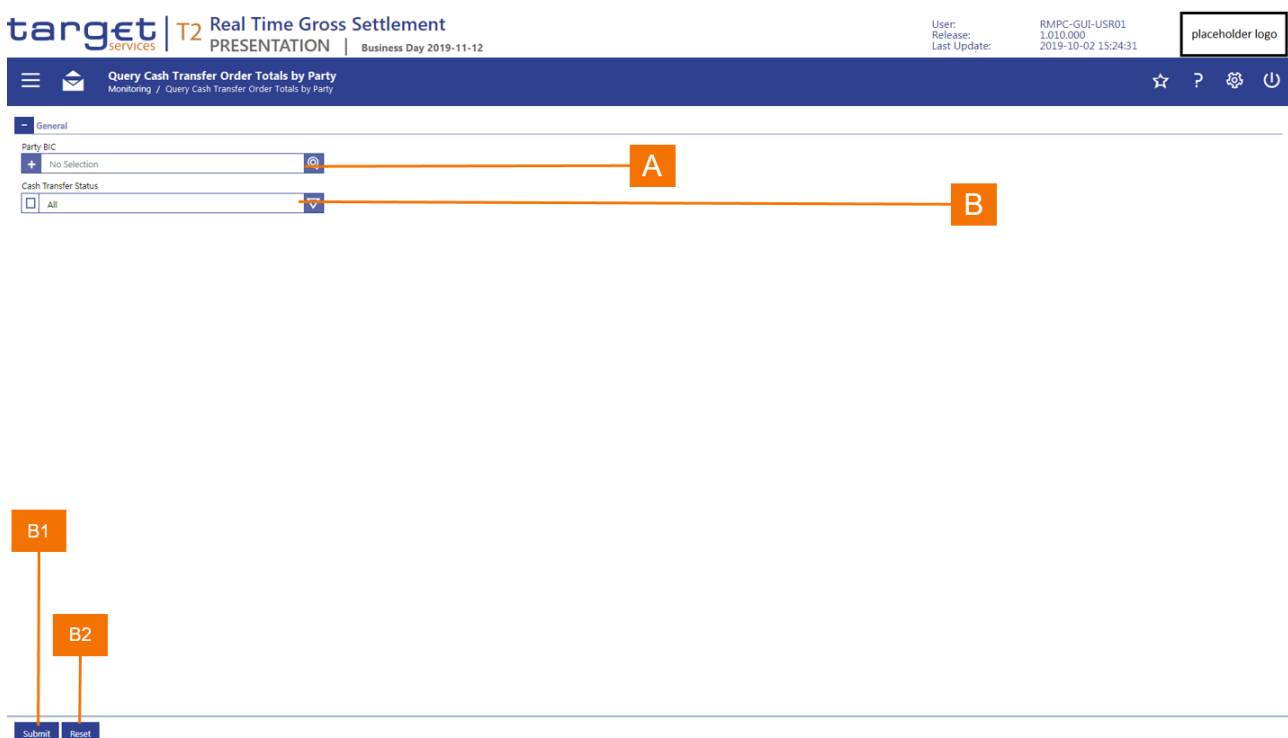 target services
T2 Real Time Gross Settlement
PRESENTATION | Business Day 2019-11-12
User: RMPC-GUI-USR01
Release: 1.010.000
Last Update: 2019-10-02 15:24:31
placeholder logo
Query Cash Transfer Order Totals by Party
Monitoring / Query Cash Transfer Order Totals by Party
?
− General
Party BIC
+ No Selection
A
Cash Transfer Status
All
B
B1
B2
Submit Reset